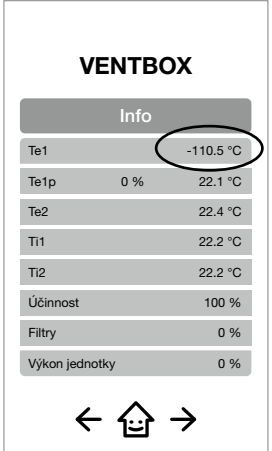 VENTBOX
Info
Te1 -110.5 °C
Te1p 0 % 22.1 °C
Te2 22.4 °C
Ti1 22.2 °C
Ti2 22.2 °C
Účinnost 100 %
Filtry 0 %
Výkon jednotky 0 %